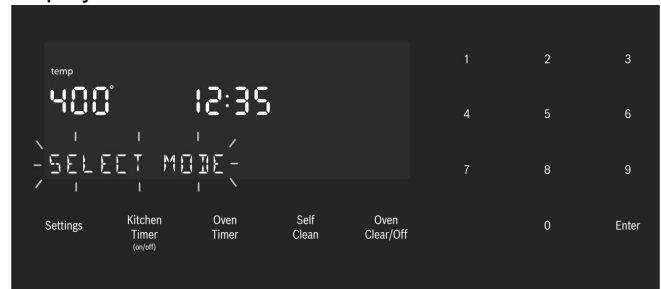 temp
400°
12:35
SELECT MODE
1 2 3
4 5 6
7 8 9
0 Enter
Settings
Kitchen
Timer
(on/off)
Oven
Timer
Self
Clean
Oven
Clear/Off